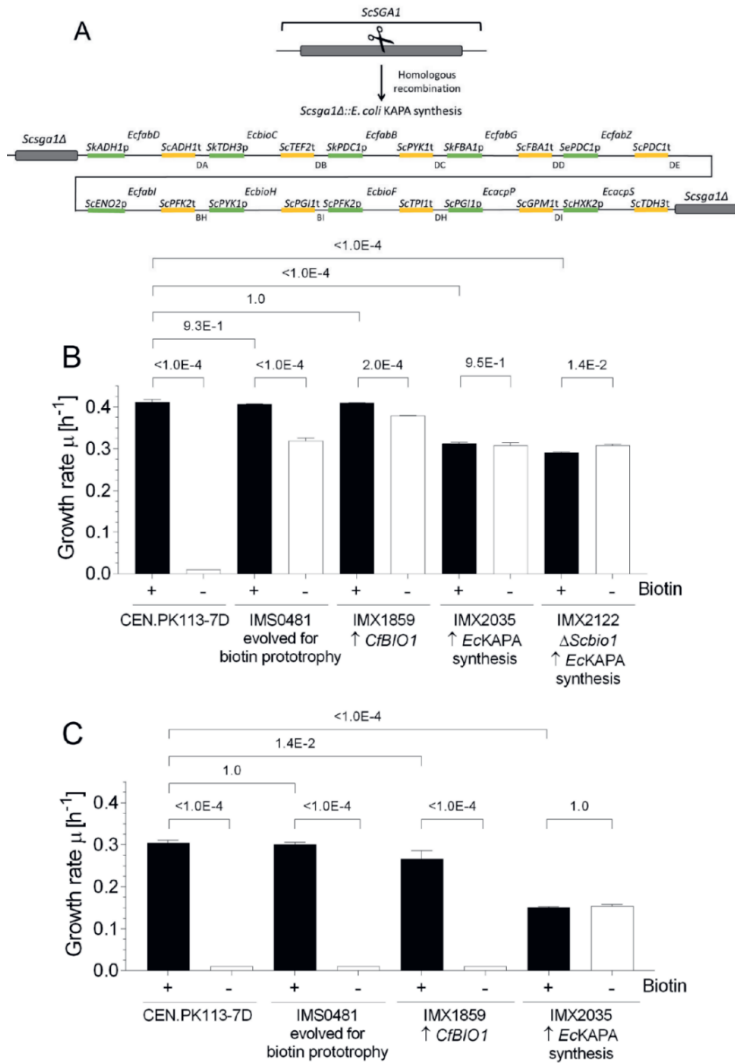 A
ScSGA1
Homologous
recombination
Scsga1Δ::E. coli KAPA synthesis
Scsga1Δ
EcfabD EcbioC EcfabB EcfabG EcfabZ
SkADH1p ScADH1t SkTDH3p ScTEF2t SkPDC1p ScPYK1t SkFBA1p ScFBA1t SePDC1p ScPDC1t
DA DB DC DD DE
EcfabI EcbioH EcbioF EcacpP EcacpS
Scsga1Δ
ScENO2p ScPFK2t ScPYK1p ScPGI1t ScPFK2p ScTPI1t ScPGI1p ScGPM1t ScHXK2p ScTDH3t
BH BI DH DI
B
<1.0E-4
<1.0E-4
1.0
9.3E-1
<1.0E-4 <1.0E-4 2.0E-4 9.5E-1 1.4E-2
Growth rate µ [h⁻¹]
0.4
0.3
0.2
0.1
0.0
+ - + - + - + - + - Biotin
CEN.PK113-7D IMS0481 IMX1859 IMX2035 IMX2122
evolved for ↑ CfBIO1 ↑ EcKAPA ΔScbio1
biotin prototrophy synthesis ↑ EcKAPA
synthesis
C
<1.0E-4
1.4E-2
1.0
<1.0E-4 <1.0E-4 <1.0E-4 1.0
Growth rate µ [h⁻¹]
0.4
0.3
0.2
0.1
0.0
+ - + - + - + - Biotin
CEN.PK113-7D IMS0481 IMX1859 IMX2035
evolved for ↑ CfBIO1 ↑ EcKAPA
biotin prototrophy synthesis